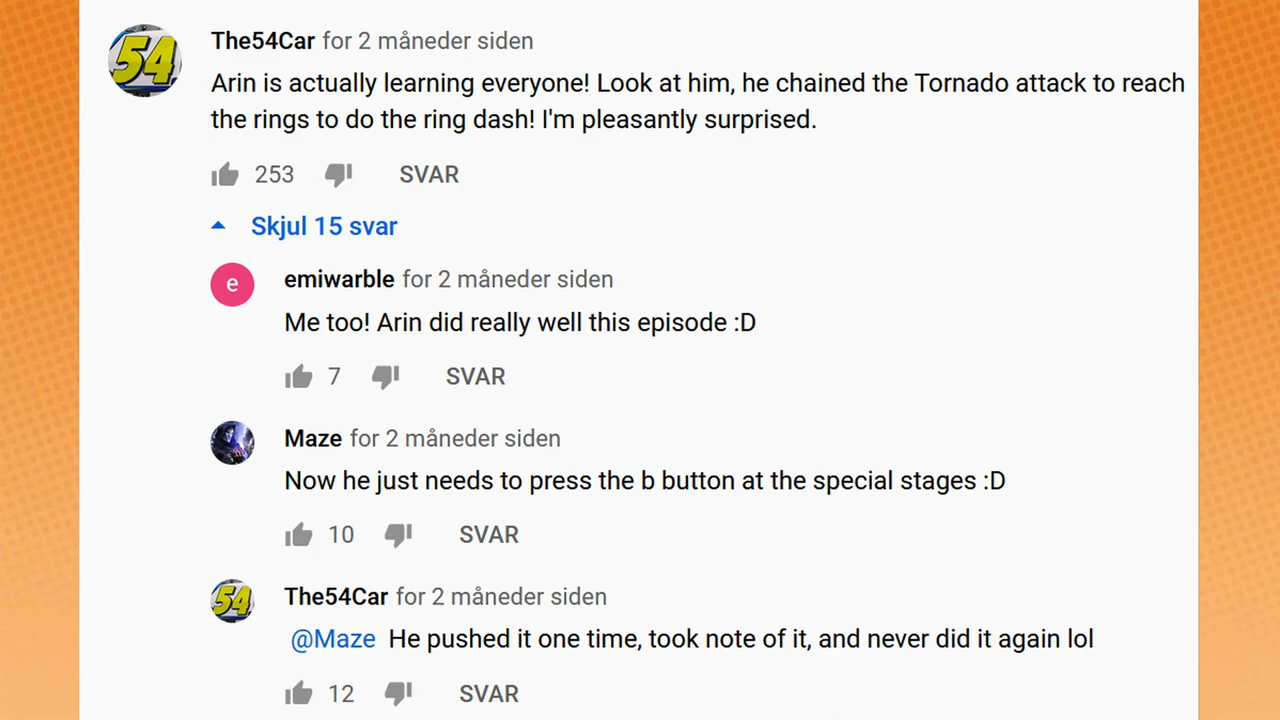 54
The54Car for 2 måneder siden
Arin is actually learning everyone! Look at him, he chained the Tornado attack to reach
the rings to do the ring dash! I'm pleasantly surprised.
253 SVAR
Skjul 15 svar
e
emiwarble for 2 måneder siden
Me too! Arin did really well this episode :D
7 SVAR
Maze for 2 måneder siden
Now he just needs to press the b button at the special stages :D
10 SVAR
54
The54Car for 2 måneder siden
@Maze He pushed it one time, took note of it, and never did it again lol
12 SVAR